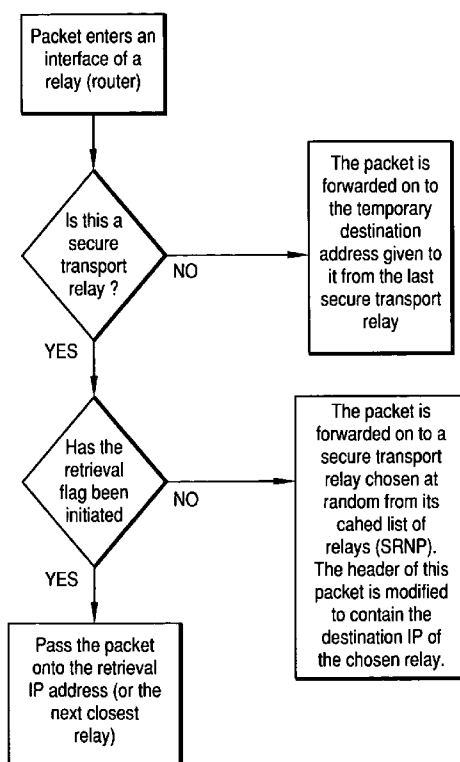 Packet enters an
interface of a
relay (router)
Is this a
secure
transport
relay ?
NO
The packet is
forwarded on to
the temporary
destination
address given to
it from the last
secure transport
relay
YES
Has the
retrieval
flag been
initiated
NO
The packet is
forwarded on to a
secure transport
relay chosen at
random from its
cahed list of
relays (SRNP).
The header of this
packet is modified
to contain the
destination IP of
the chosen relay.
YES
Pass the packet
onto the retrieval
IP address (or the
next closest
relay)